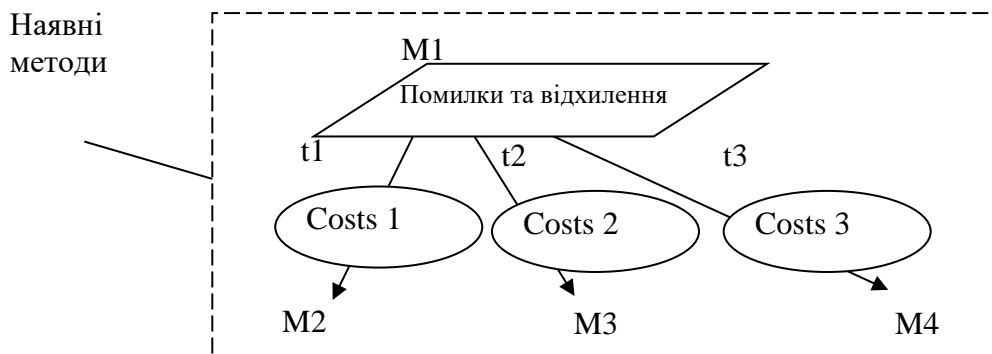 Наявні
методи
M1
Помилки та відхилення
t1
t2
t3
Costs 1
Costs 2
Costs 3
M2
M3
M4